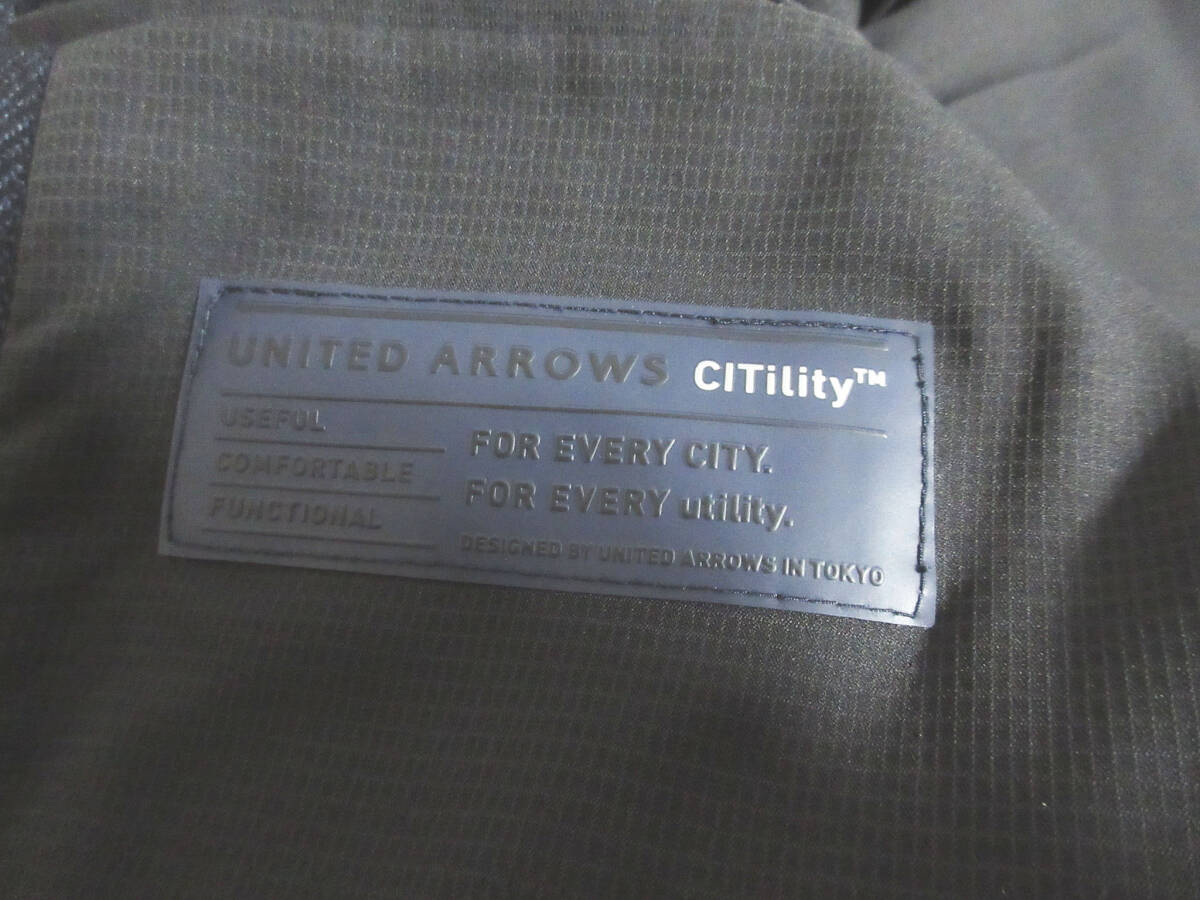 UNITED ARROWS CITility™
USEFUL
COMFORTABLE
FUNCTIONAL
FOR EVERY CITY.
FOR EVERY utility.
DESIGNED BY UNITED ARROWS IN TOKYO